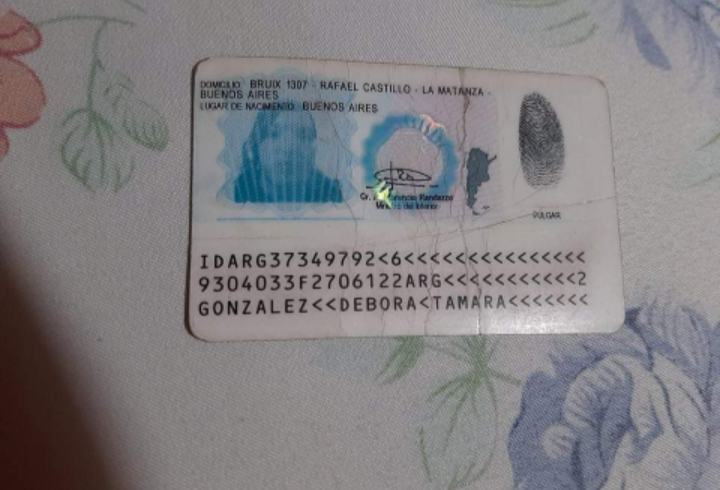 DOMICILIO: BRUIX 1307 - RAFAEL CASTILLO - LA MATANZA -
BUENOS AIRES
LUGAR DE NACIMIENTO: BUENOS AIRES
Cr. Florencio Randazzo
Ministro del Interior
PULGAR
IDARG37349792<6<<<<<<<<<<<<<<<
9304033F2706122ARG<<<<<<<<<<<2
GONZALEZ<<DEBORA<TAMARA<<<<<<<